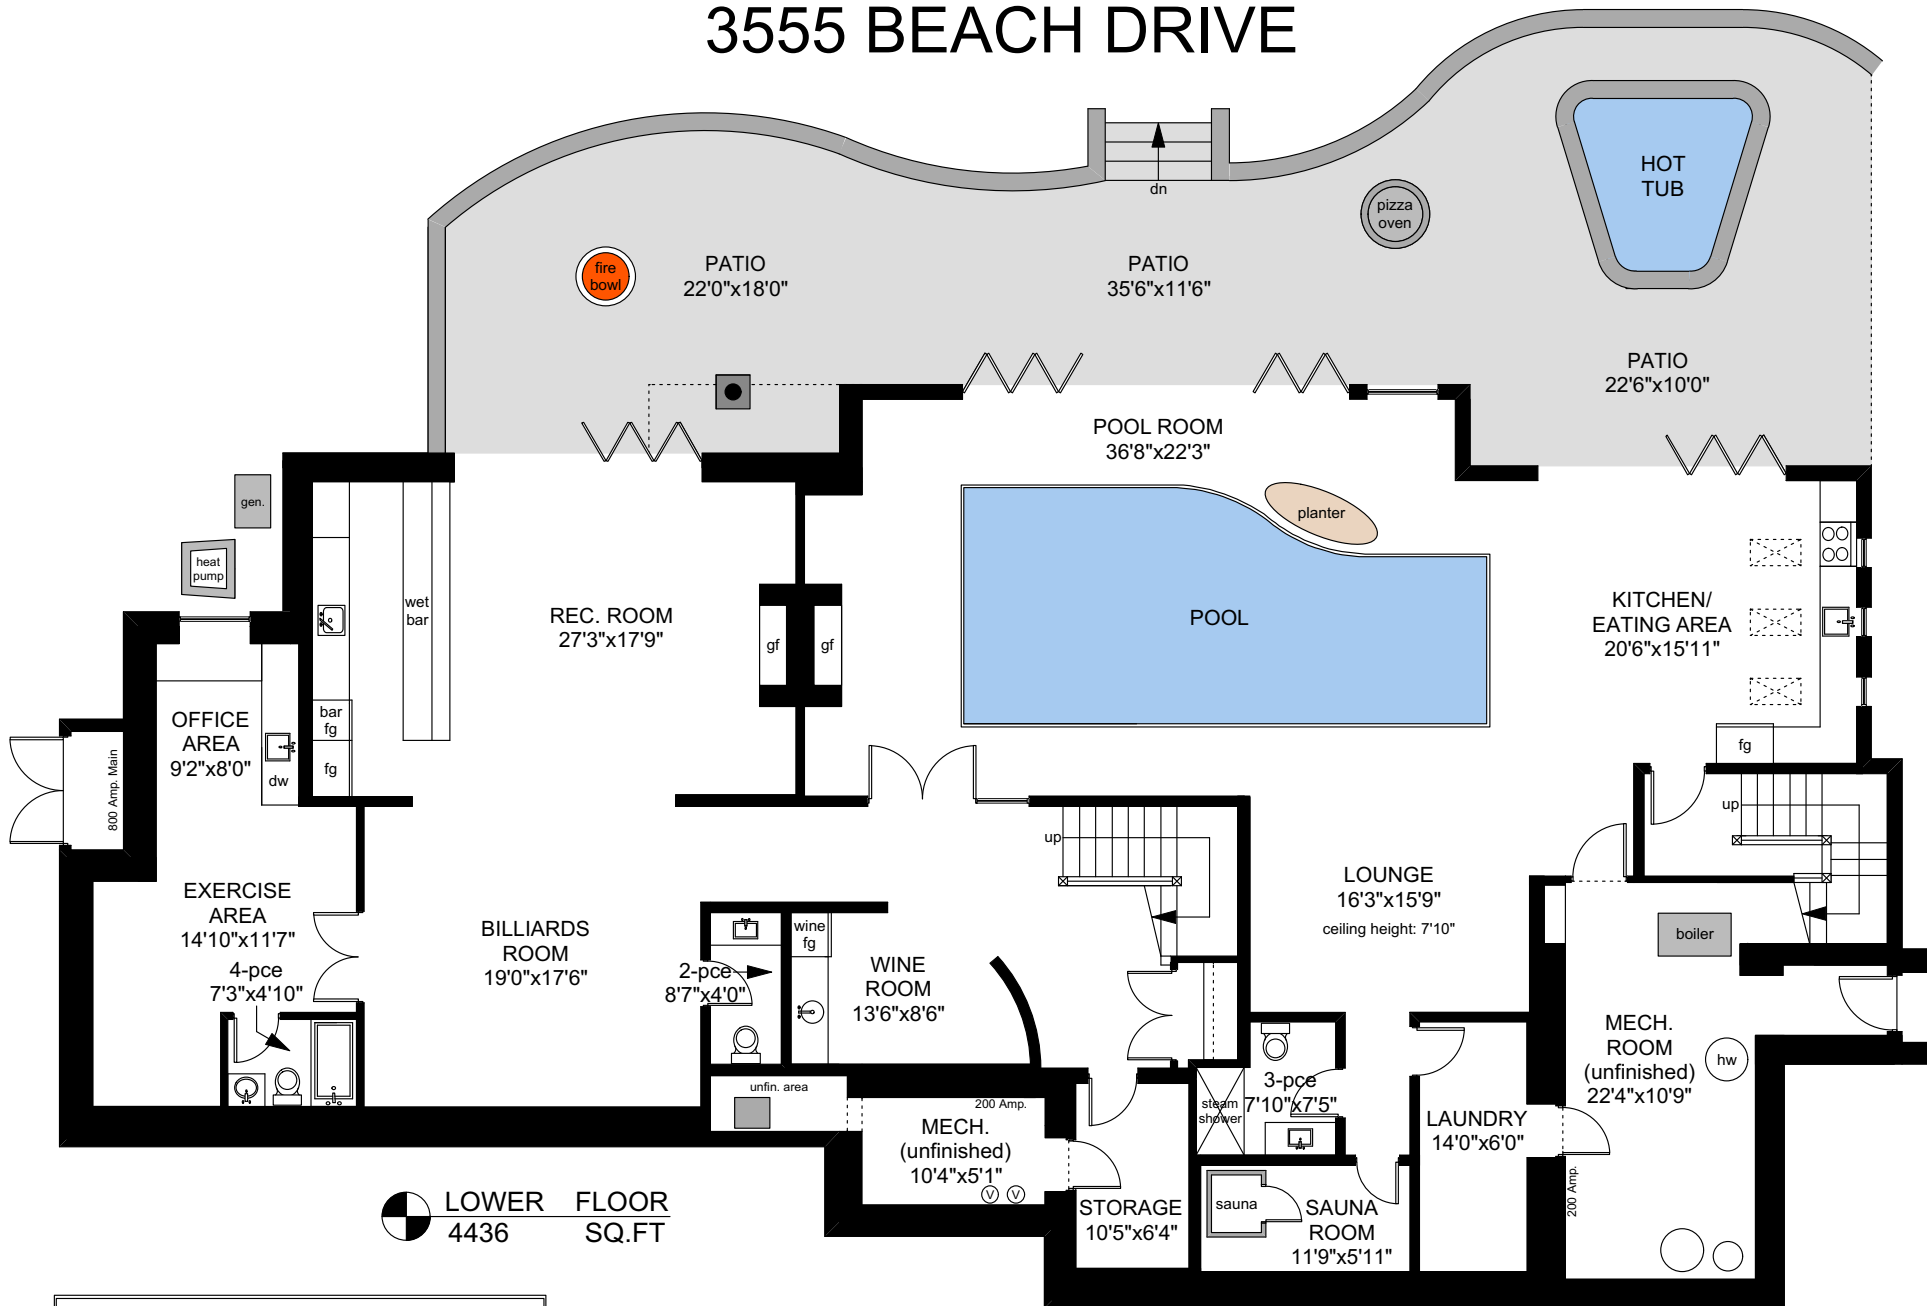 3555 BEACH DRIVE
HOT
TUB
dn
pizza
oven
fire
bowl
PATIO
22'0"x18'0"
PATIO
35'6"x11'6"
PATIO
22'6"x10'0"
POOL ROOM
36'8"x22'3"
gen.
heat
pump
planter
wet
bar
REC. ROOM
27'3"x17'9"
gf
gf
POOL
KITCHEN/
EATING AREA
20'6"x15'11"
OFFICE
AREA
9'2"x8'0"
bar
fg
fg
dw
fg
800 Amp. Main
up
up
EXERCISE
AREA
14'10"x11'7"
4-pce
7'3"x4'10"
BILLIARDS
ROOM
19'0"x17'6"
2-pce
8'7"x4'0"
wine
fg
WINE
ROOM
13'6"x8'6"
LOUNGE
16'3"x15'9"
ceiling height: 7'10"
boiler
MECH.
ROOM
(unfinished)
22'4"x10'9"
hw
unfin. area
200 Amp.
MECH.
(unfinished)
10'4"x5'1"
V
V
steam
shower
3-pce
7'10"x7'5"
LAUNDRY
14'0"x6'0"
200 Amp.
STORAGE
10'5"x6'4"
sauna
SAUNA
ROOM
11'9"x5'11"
LOWER FLOOR
4436 SQ.FT